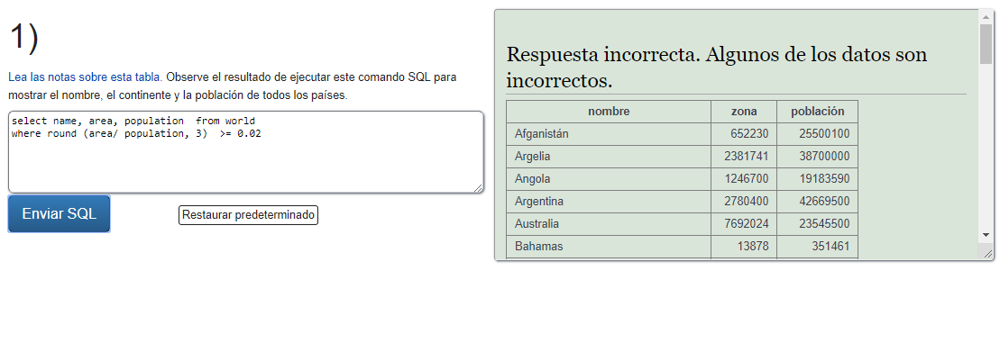 1)
Lea las notas sobre esta tabla. Observe el resultado de ejecutar este comando SQL para
mostrar el nombre, el continente y la población de todos los países.
select name, area, population  from world
where round (area/ population, 3)  >= 0.02
Enviar SQL
Restaurar predeterminado
Respuesta incorrecta. Algunos de los datos son
incorrectos.
nombre zona población
Afganistán 652230 25500100
Argelia 2381741 38700000
Angola 1246700 19183590
Argentina 2780400 42669500
Australia 7692024 23545500
Bahamas 13878 351461